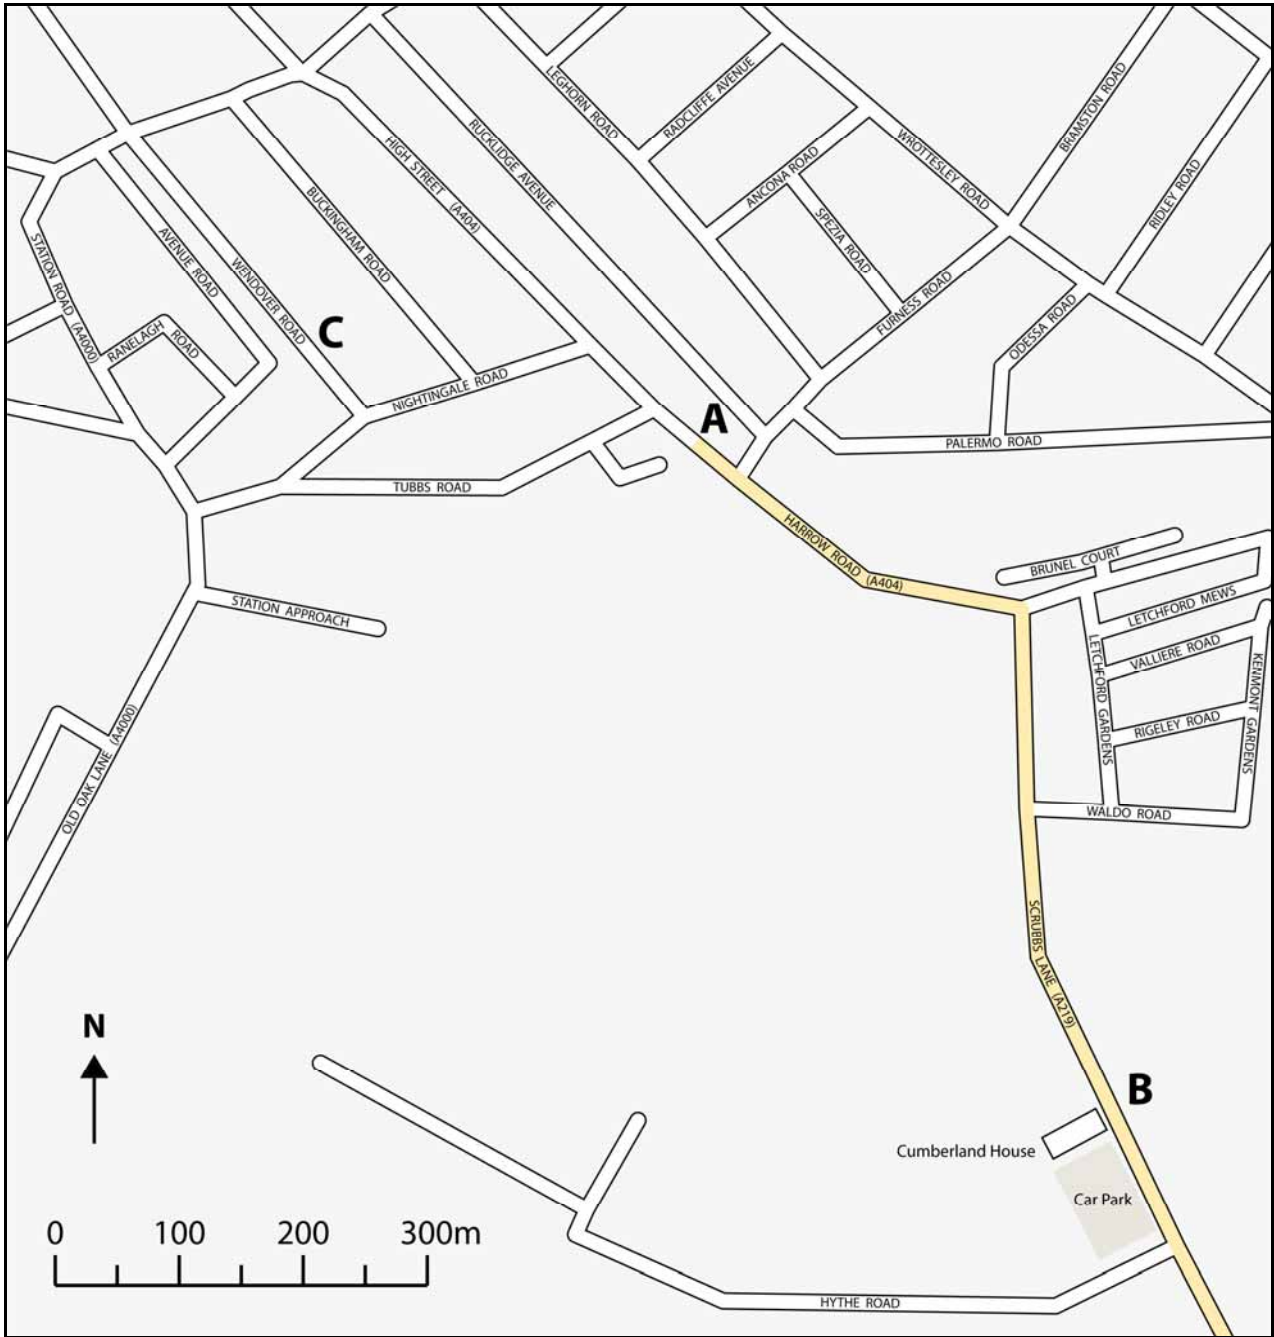 LEGHORN ROAD
RADCLIFFE AVENUE
BRAMSTON ROAD
RUCKLIDGE AVENUE
HIGH STREET (A404)
WROTTESLEY ROAD
ANCONA ROAD
RIDLEY ROAD
BUCKINGHAM ROAD
SPEZIA ROAD
AVENUE ROAD
WENDOVER ROAD
STATION ROAD (A4000)
FURNESS ROAD
ODESSA ROAD
RANELAGH ROAD
C
NIGHTINGALE ROAD
A
PALERMO ROAD
TUBBS ROAD
HARROW ROAD (A404)
BRUNEL COURT
STATION APPROACH
LETCHFORD MEWS
VALLIERE ROAD
LETCHFORD GARDENS
KENMONT GARDENS
RIGELEY ROAD
OLD OAK LANE (A4000)
WALDO ROAD
SCRUBBS LANE (A219)
N
B
Cumberland House
Car Park
0 100 200 300m
HYTHE ROAD